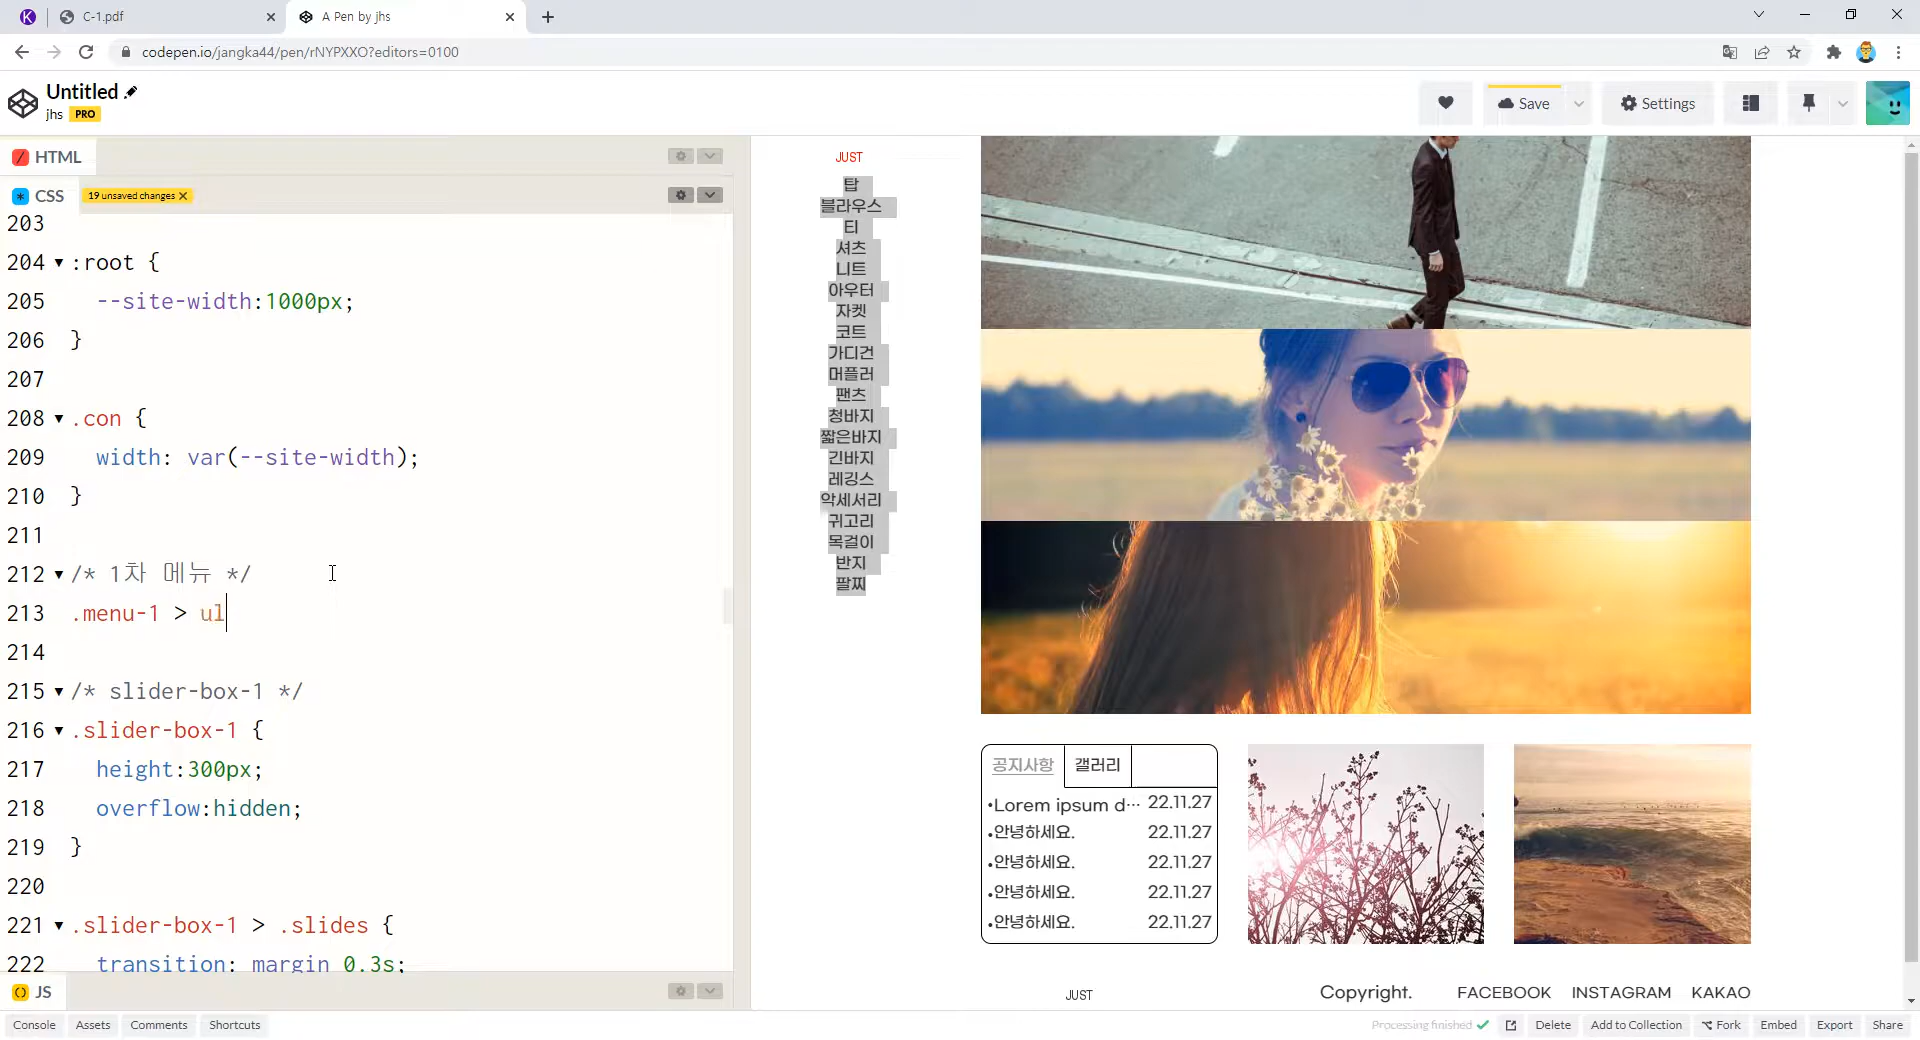 C-1.pdf
A Pen by jhs
codepen.io/jangka44/pen/rNYPXXO?editors=0100
Untitled
jhs PRO
Save
Settings
HTML
CSS
19 unsaved changes
203
204 :root {
205 --site-width:1000px;
206 }
207
208 .con {
209 width: var(--site-width);
210 }
211
212 /* 1차 메뉴 */
213 .menu-1 > ul
214
215 /* slider-box-1 */
216 .slider-box-1 {
217 height:300px;
218 overflow:hidden;
219 }
220
221 .slider-box-1 > .slides {
222 transition: margin 0.3s;
JS
JUST
탑
블라우스
티
셔츠
니트
아우터
자켓
코트
가디건
머플러
팬츠
청바지
짧은바지
긴바지
레깅스
악세서리
귀고리
목걸이
반지
팔찌
공지사항 갤러리
•Lorem ipsum d… 22.11.27
•안녕하세요. 22.11.27
•안녕하세요. 22.11.27
•안녕하세요. 22.11.27
•안녕하세요. 22.11.27
JUST
Copyright. FACEBOOK INSTAGRAM KAKAO
Console Assets Comments Shortcuts
Processing finished Delete Add to Collection Fork Embed Export Share